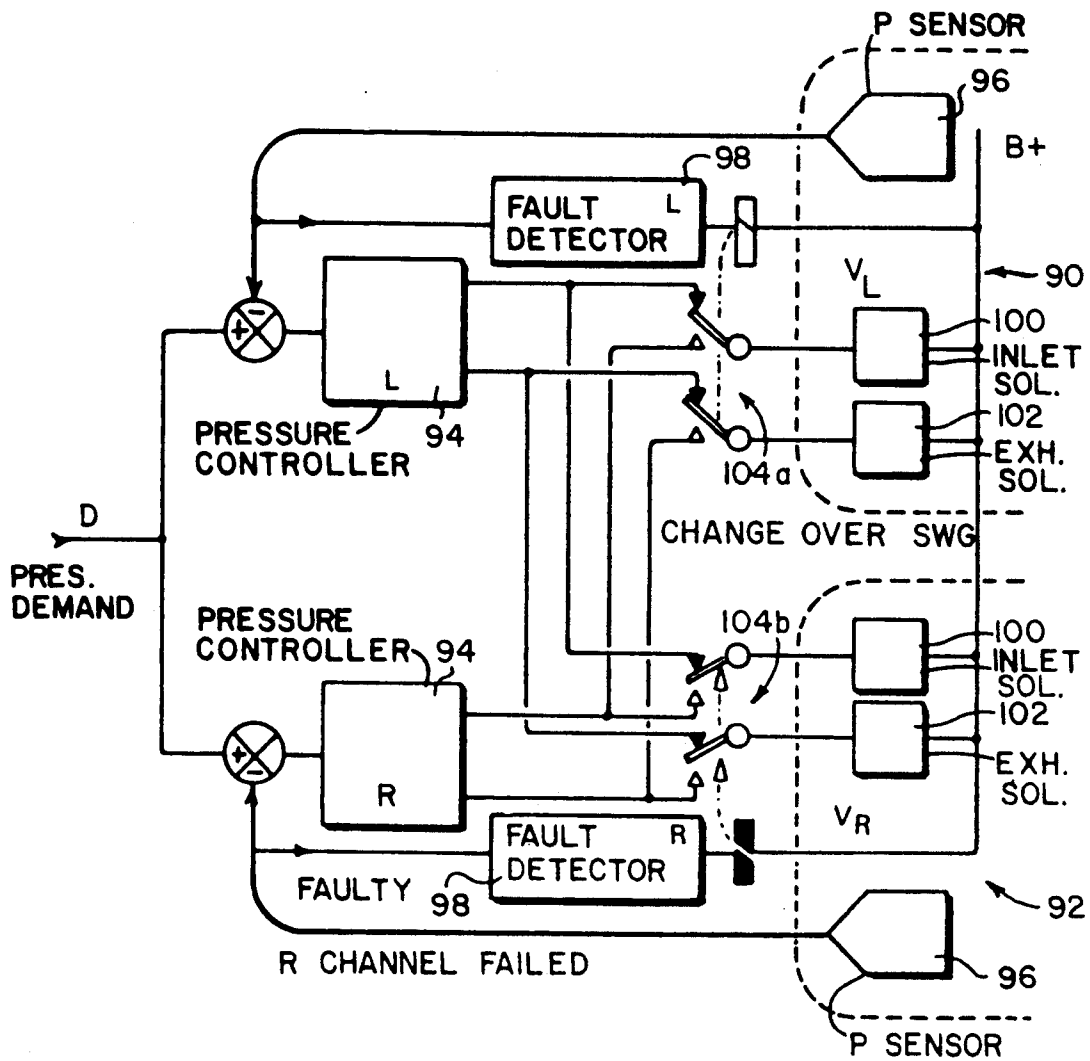 P SENSOR
96
B+
98
FAULT L
DETECTOR
90
VL
100
INLET
SOL.
L
94
PRESSURE
CONTROLLER
102
EXH.
SOL.
104a
D
CHANGE OVER SWG
PRES.
DEMAND
PRESSURE
CONTROLLER
94
104b
100
INLET
SOL.
102
EXH.
SOL.
R
VR
FAULT R
DETECTOR
FAULTY
98
92
R CHANNEL FAILED
96
P SENSOR